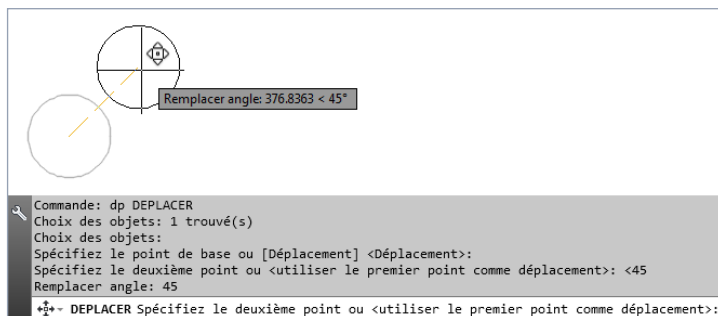 Remplacer angle: 376.8363 < 45°
Commande: dp DEPLACER
Choix des objets: 1 trouvé(s)
Choix des objets:
Spécifiez le point de base ou [Déplacement] <Déplacement>:
Spécifiez le deuxième point ou <utiliser le premier point comme déplacement>: <45
Remplacer angle: 45
DEPLACER Spécifiez le deuxième point ou <utiliser le premier point comme déplacement>: